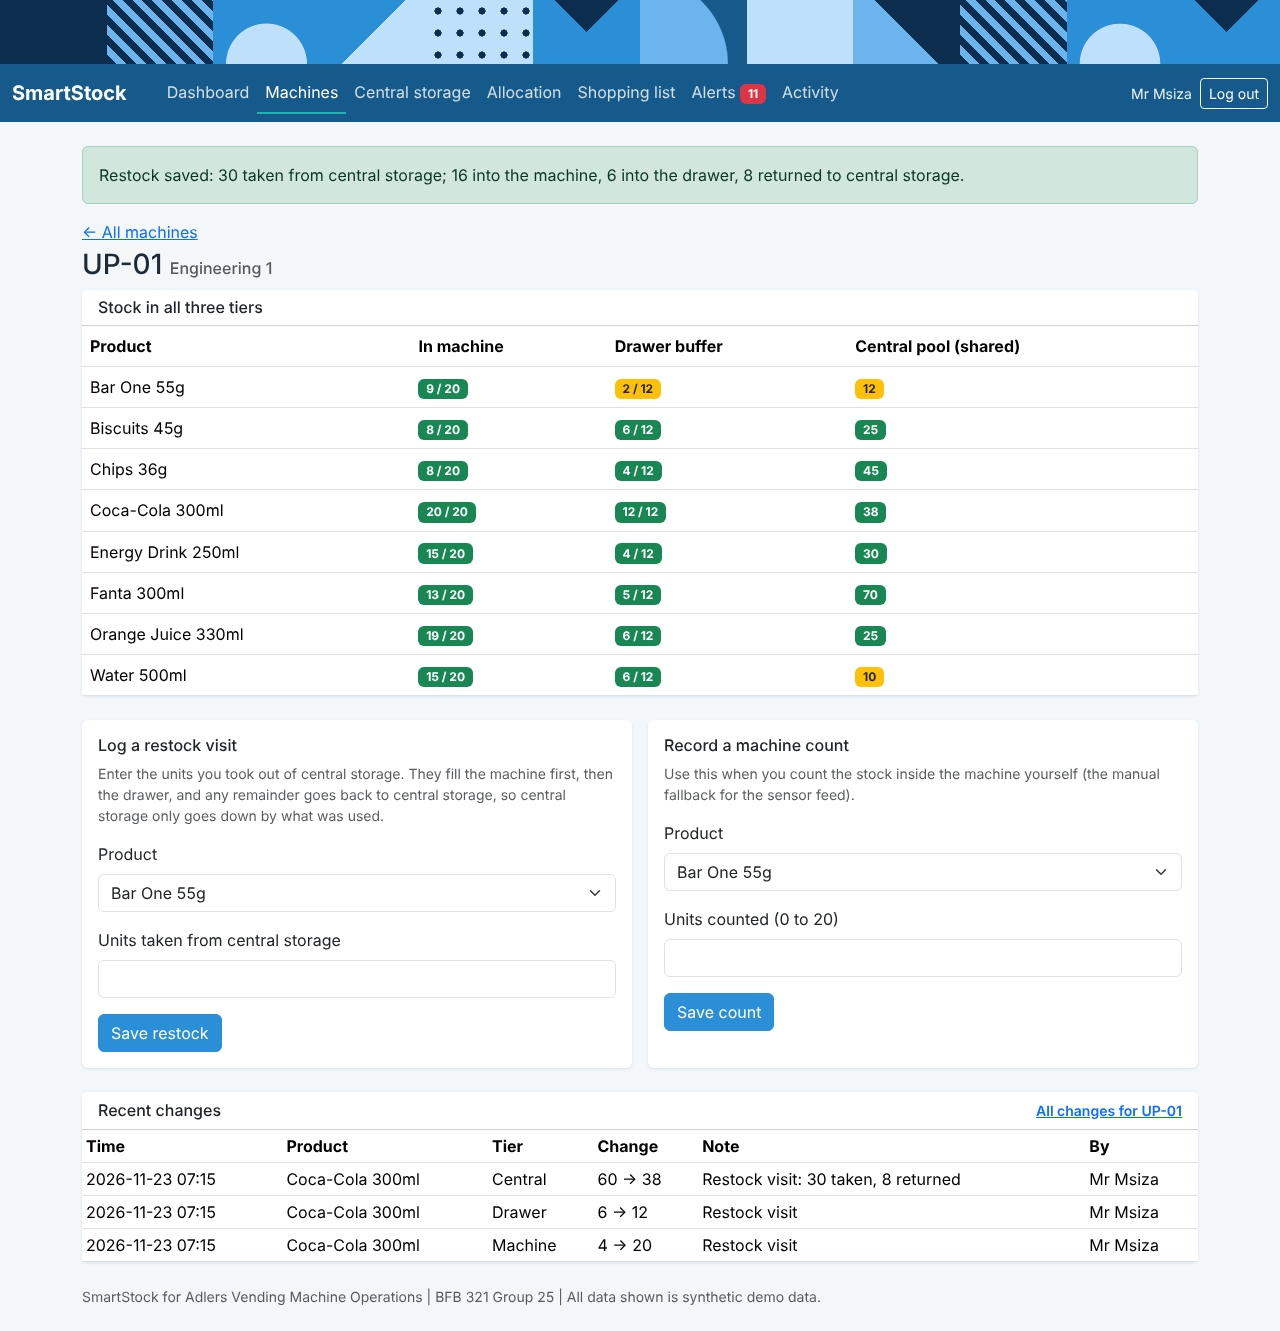 SmartStock Dashboard Machines Central storage Allocation Shopping list Alerts 11 Activity Mr Msiza Log out
Restock saved: 30 taken from central storage; 16 into the machine, 6 into the drawer, 8 returned to central storage.
← All machines
UP-01 Engineering 1
Stock in all three tiers
Product In machine Drawer buffer Central pool (shared)
Bar One 55g 9 / 20 2 / 12 12
Biscuits 45g 8 / 20 6 / 12 25
Chips 36g 8 / 20 4 / 12 45
Coca-Cola 300ml 20 / 20 12 / 12 38
Energy Drink 250ml 15 / 20 4 / 12 30
Fanta 300ml 13 / 20 5 / 12 70
Orange Juice 330ml 19 / 20 6 / 12 25
Water 500ml 15 / 20 6 / 12 10
Log a restock visit
Enter the units you took out of central storage. They fill the machine first, then
the drawer, and any remainder goes back to central storage, so central
storage only goes down by what was used.
Product
Bar One 55g
Units taken from central storage
Save restock
Record a machine count
Use this when you count the stock inside the machine yourself (the manual
fallback for the sensor feed).
Product
Bar One 55g
Units counted (0 to 20)
Save count
Recent changes All changes for UP-01
Time Product Tier Change Note By
2026-11-23 07:15 Coca-Cola 300ml Central 60 → 38 Restock visit: 30 taken, 8 returned Mr Msiza
2026-11-23 07:15 Coca-Cola 300ml Drawer 6 → 12 Restock visit Mr Msiza
2026-11-23 07:15 Coca-Cola 300ml Machine 4 → 20 Restock visit Mr Msiza
SmartStock for Adlers Vending Machine Operations | BFB 321 Group 25 | All data shown is synthetic demo data.